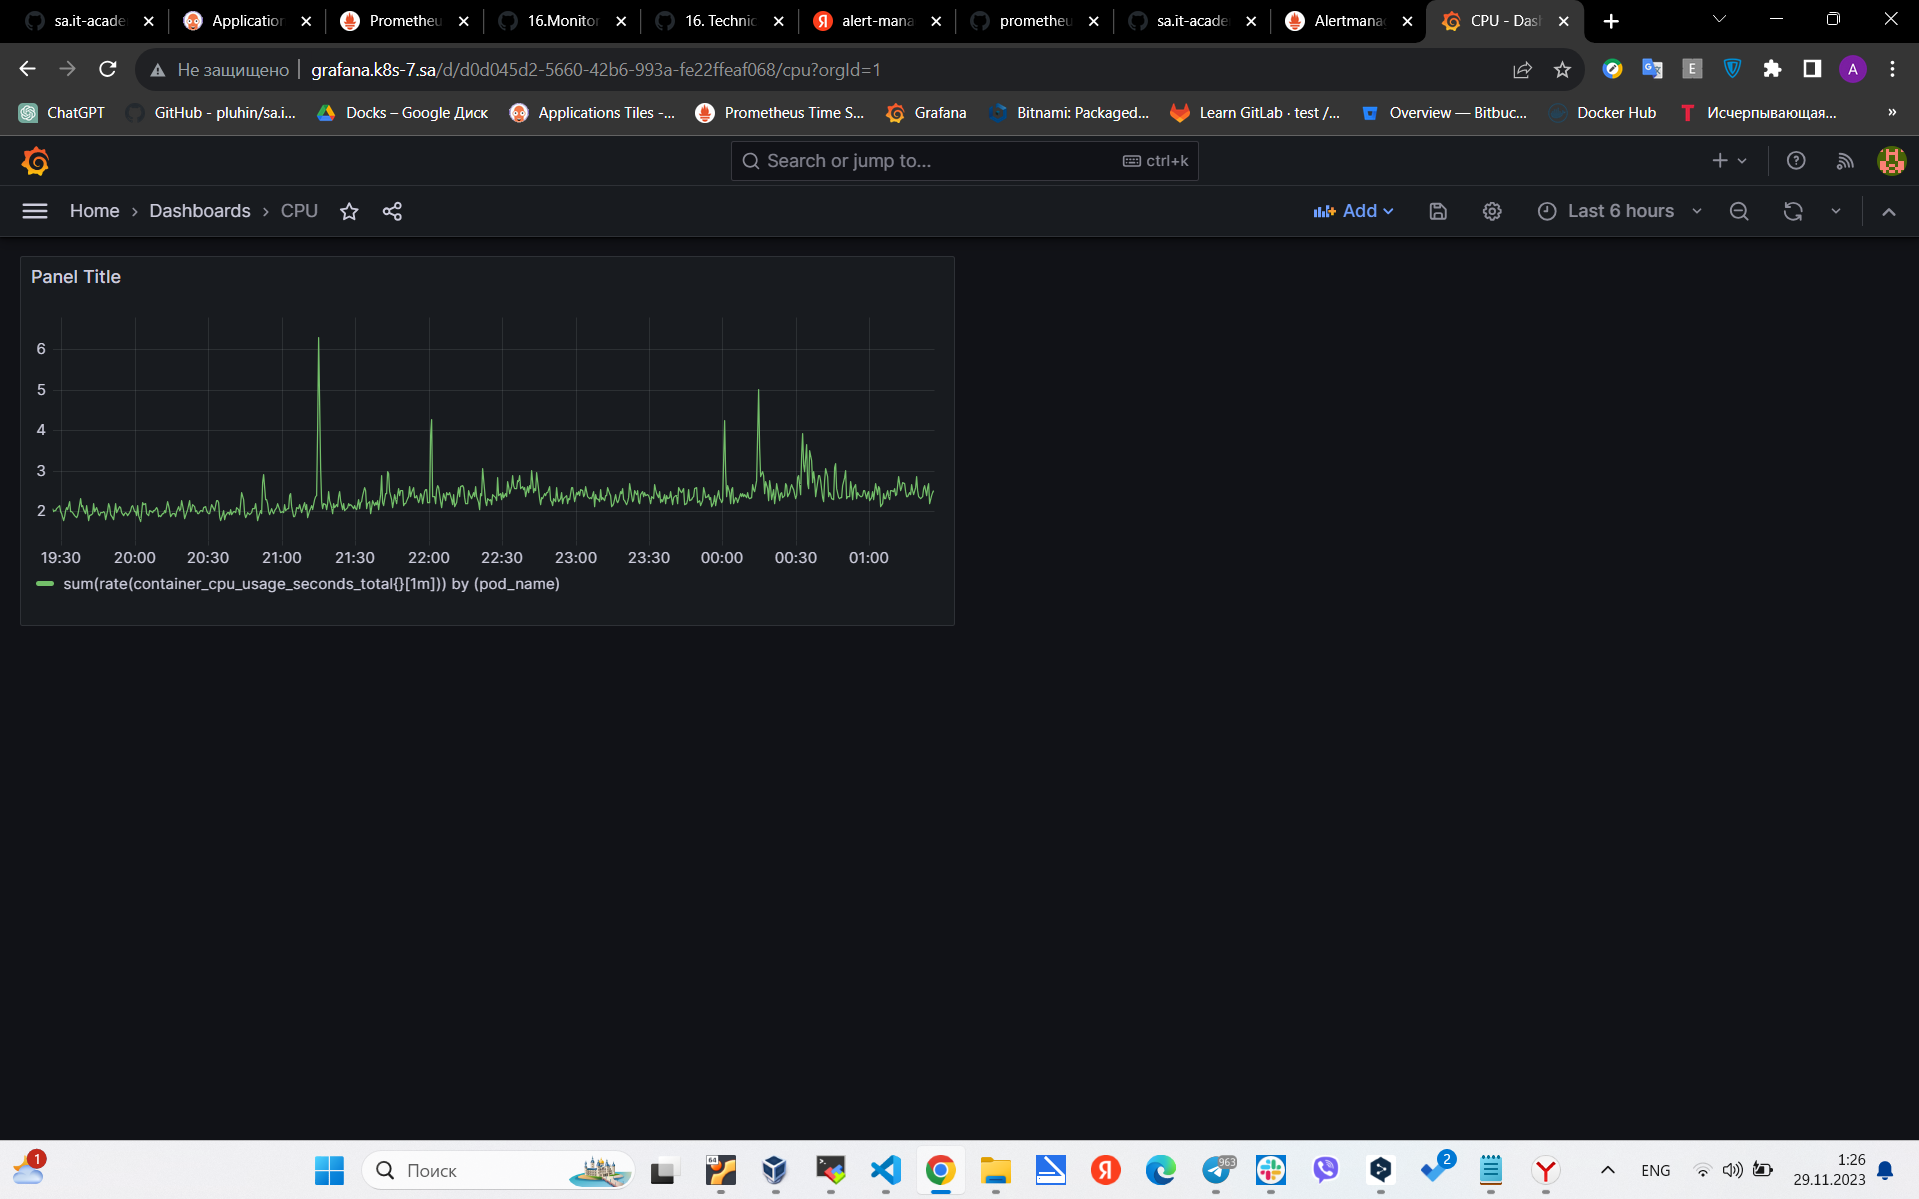 sa.it-acade
Application
Prometheu
16.Monitor
16. Technic
alert-mana
prometheu
sa.it-acade
Alertmana
CPU - Das
Не защищено
grafana.k8s-7.sa/d/d0d045d2-5660-42b6-993a-fe22ffeaf068/cpu?orgId=1
E
A
ChatGPT
GitHub - pluhin/sa.i...
Docks – Google Диск
Applications Tiles -...
Prometheus Time S...
Grafana
Bitnami: Packaged...
Learn GitLab · test /...
Overview — Bitbuc...
Docker Hub
T
Исчерпывающая...
»
Search or jump to...
ctrl+k
Home › Dashboards › CPU
Add
Last 6 hours
Panel Title
6
5
4
3
2
19:30 20:00 20:30 21:00 21:30 22:00 22:30 23:00 23:30 00:00 00:30 01:00
sum(rate(container_cpu_usage_seconds_total{}[1m])) by (pod_name)
1
Поиск
64
Я
963
2
ENG
1:26
29.11.2023